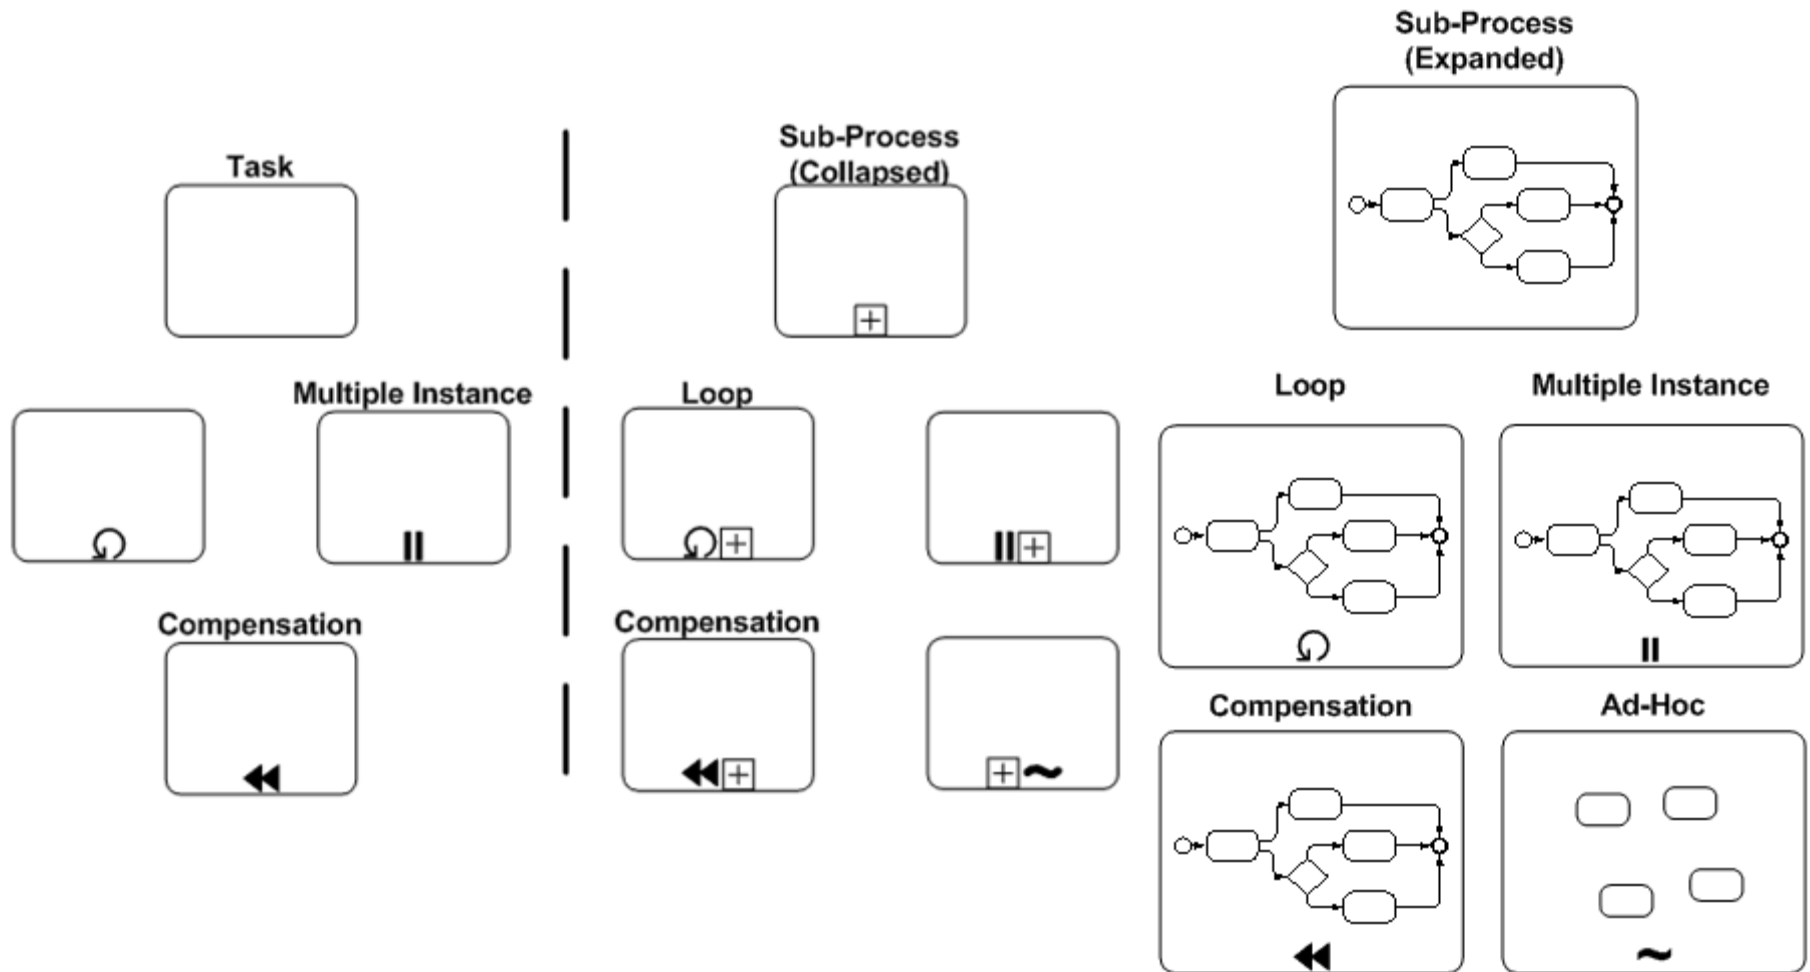 Sub-Process
(Expanded)
Sub-Process
(Collapsed)
Task
Multiple Instance
Loop
Loop
Multiple Instance
Compensation
Compensation
Compensation
Ad-Hoc